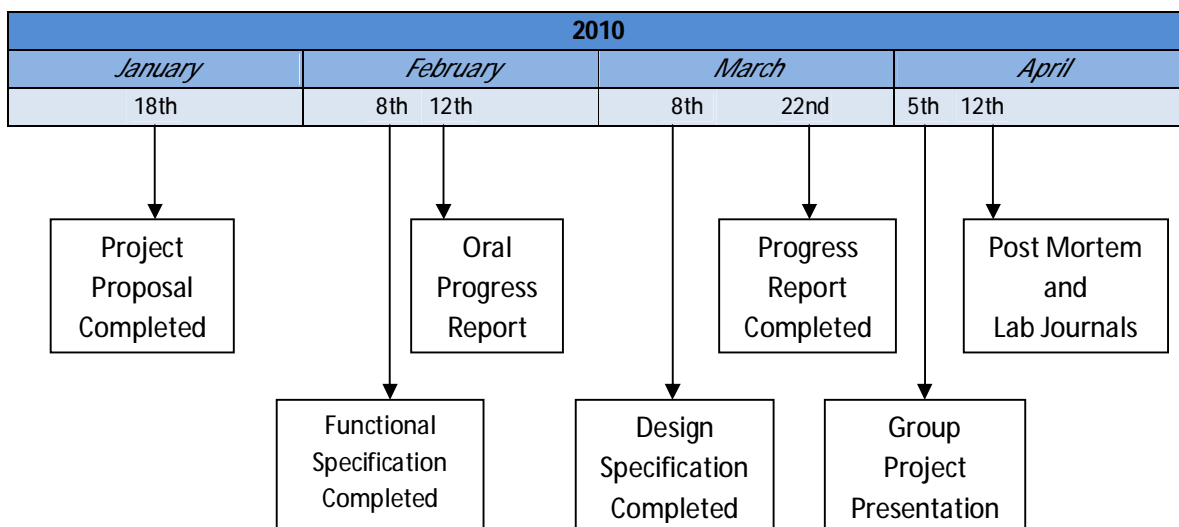 2010
January February March April
18th 8th 12th 8th 22nd 5th 12th
Project
Proposal
Completed
Oral
Progress
Report
Progress
Report
Completed
Post Mortem
and
Lab Journals
Functional
Specification
Completed
Design
Specification
Completed
Group
Project
Presentation